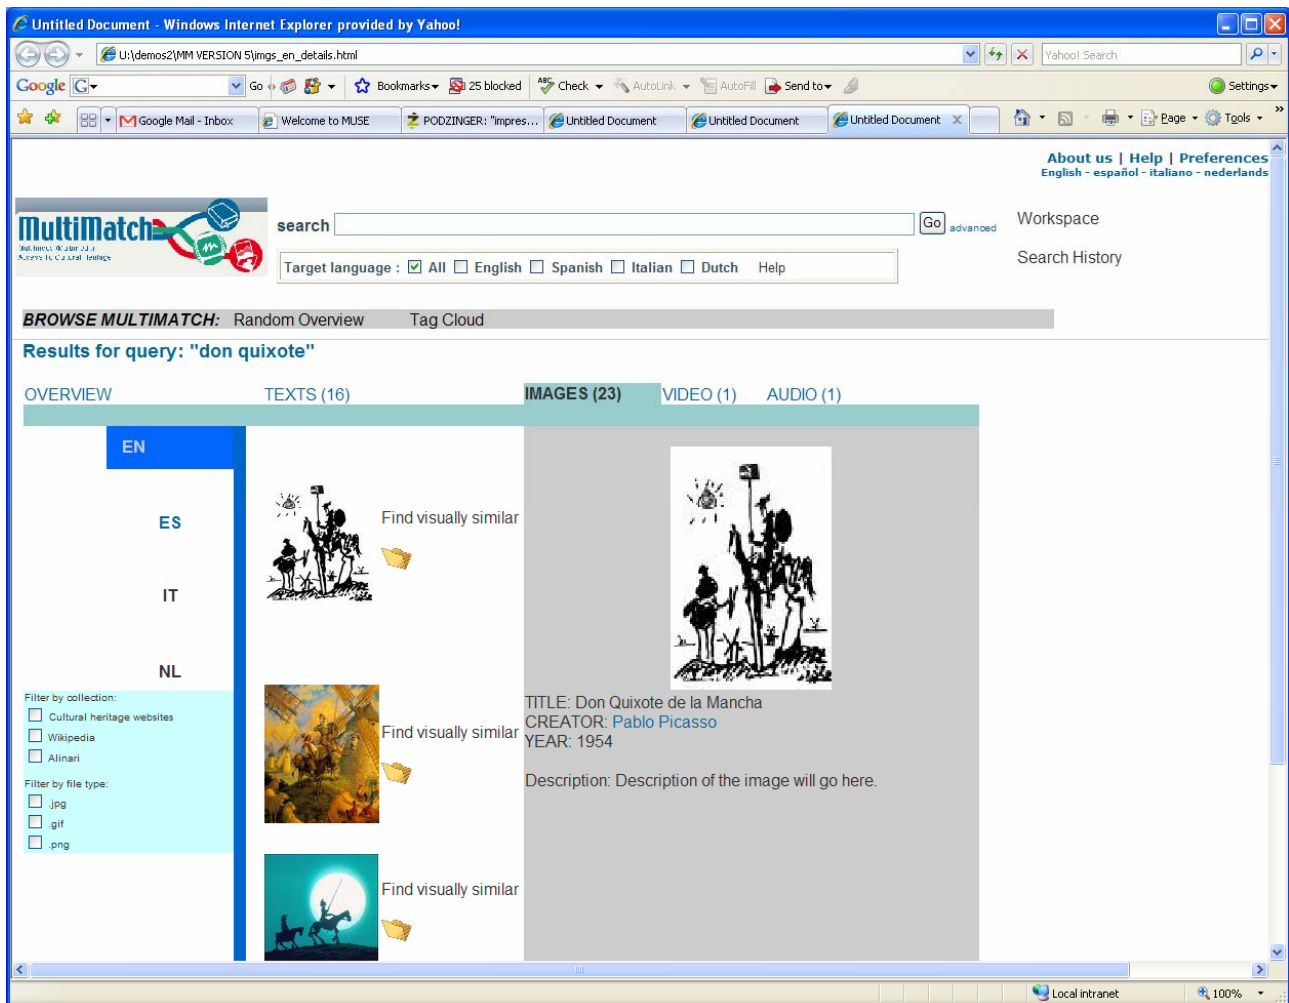 Untitled Document - Windows Internet Explorer provided by Yahoo!
U:\demos2\MM VERSION 5\imgs_en_details.html
Yahoo! Search
Google G Go Bookmarks 25 blocked ABC Check AutoLink AutoFill Send to Settings
Google Mail - Inbox Welcome to MUSE PODZINGER: "impres... Untitled Document Untitled Document Untitled Document X Page Tools »
About us | Help | Preferences
English - español - italiano - nederlands
MultiMatch
Access To Cultural Heritage
search Go advanced
Workspace
Target language : All English Spanish Italian Dutch Help
Search History
BROWSE MULTIMATCH: Random Overview Tag Cloud
Results for query: "don quixote"
OVERVIEW TEXTS (16) IMAGES (23) VIDEO (1) AUDIO (1)
EN
ES
IT
NL
Filter by collection:
Cultural heritage websites
Wikipedia
Alinari
Filter by file type:
.jpg
.gif
.png
Find visually similar
Find visually similar
Find visually similar
TITLE: Don Quixote de la Mancha
CREATOR: Pablo Picasso
YEAR: 1954
Description: Description of the image will go here.
Local intranet 100%